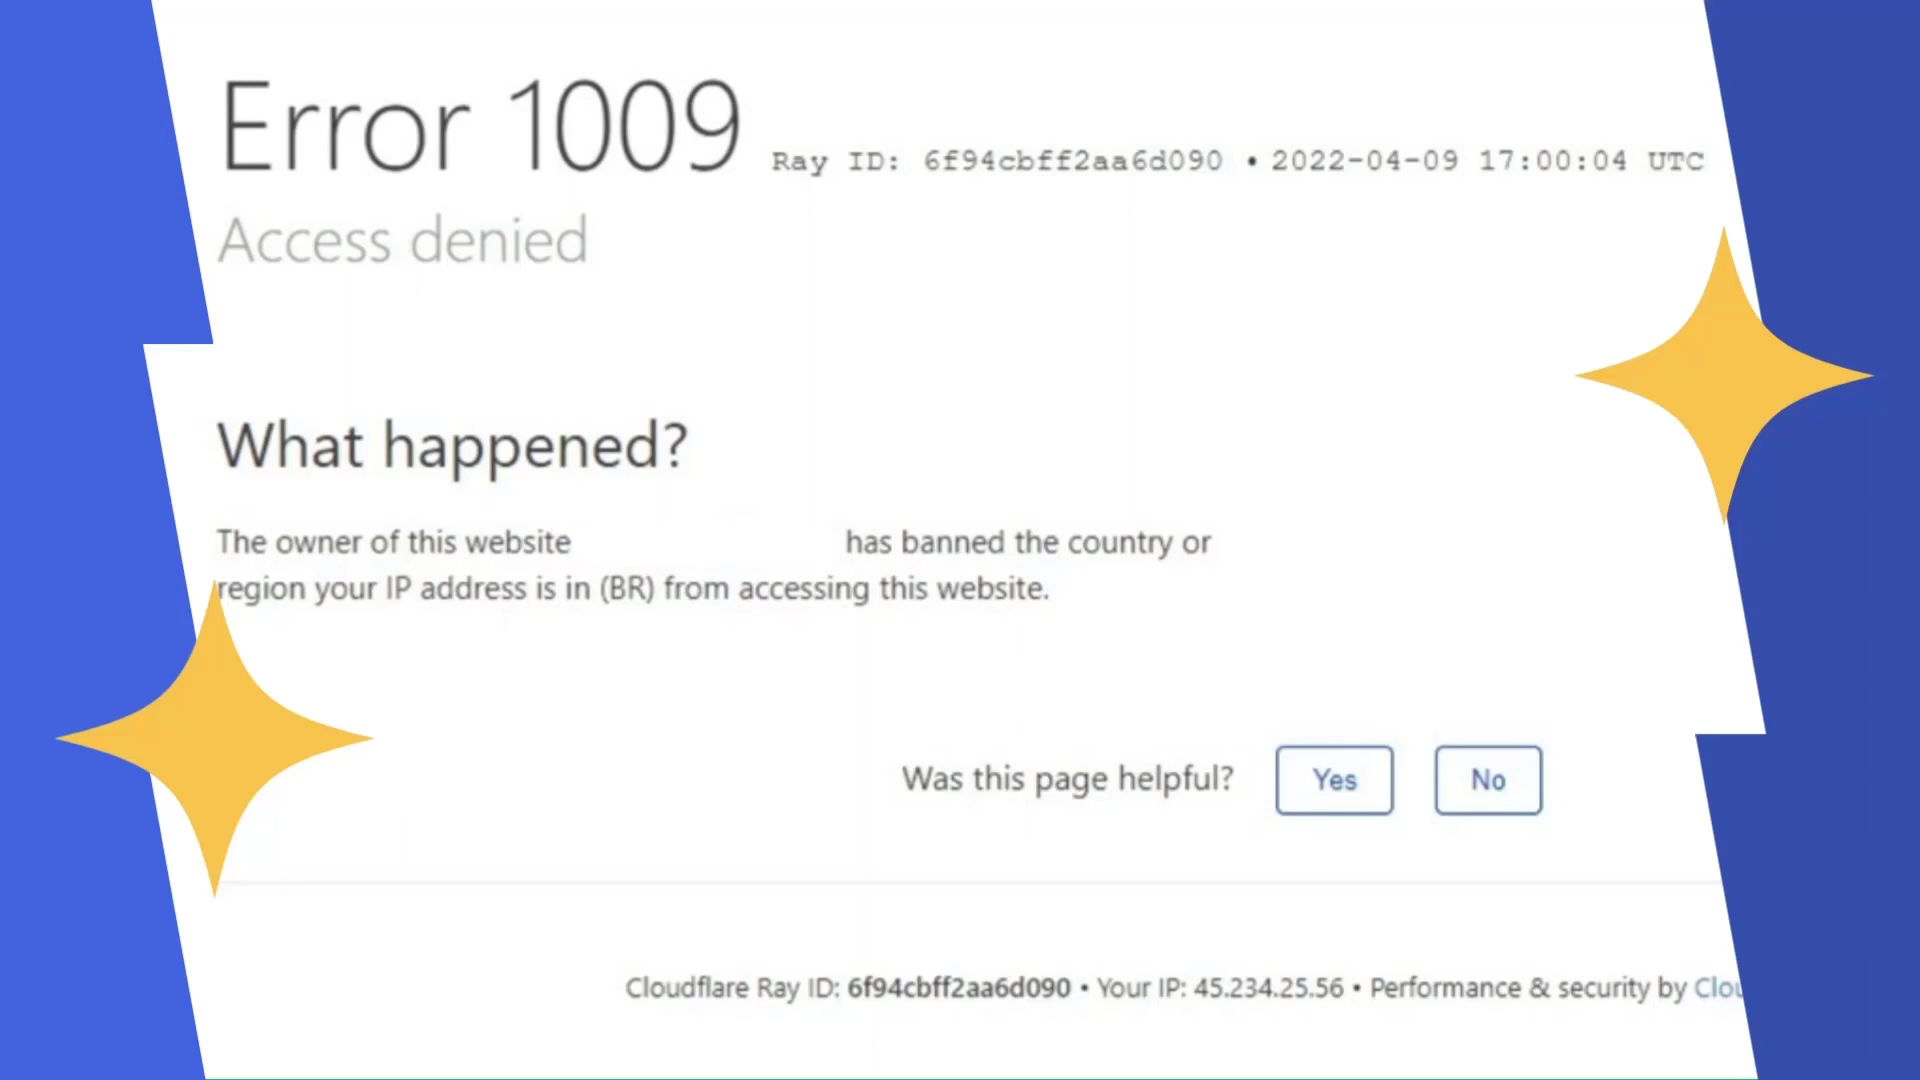 Error 1009 Ray ID: 6f94cbff2aa6d090 • 2022-04-09 17:00:04 UTC
Access denied
What happened?
The owner of this website has banned the country or
region your IP address is in (BR) from accessing this website.
Was this page helpful? Yes No
Cloudflare Ray ID: 6f94cbff2aa6d090 • Your IP: 45.234.25.56 • Performance & security by Clou